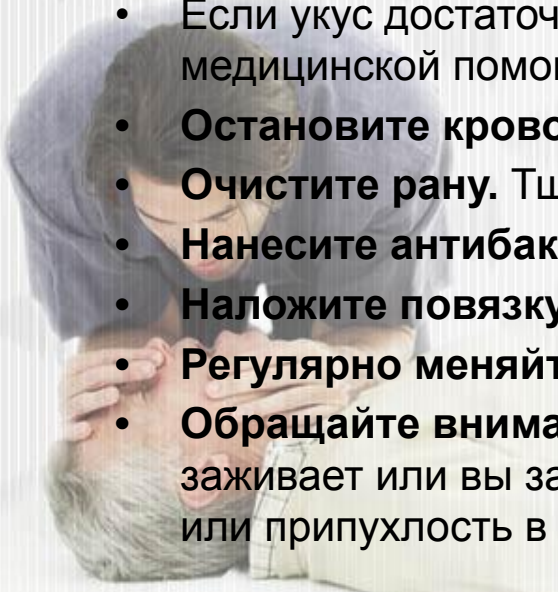 • Если укус достаточ
медицинской помо
• Остановите крово
• Очистите рану. Тщ
• Нанесите антибак
• Наложите повязку
• Регулярно меняйт
• Обращайте внима
заживает или вы за
или припухлость в